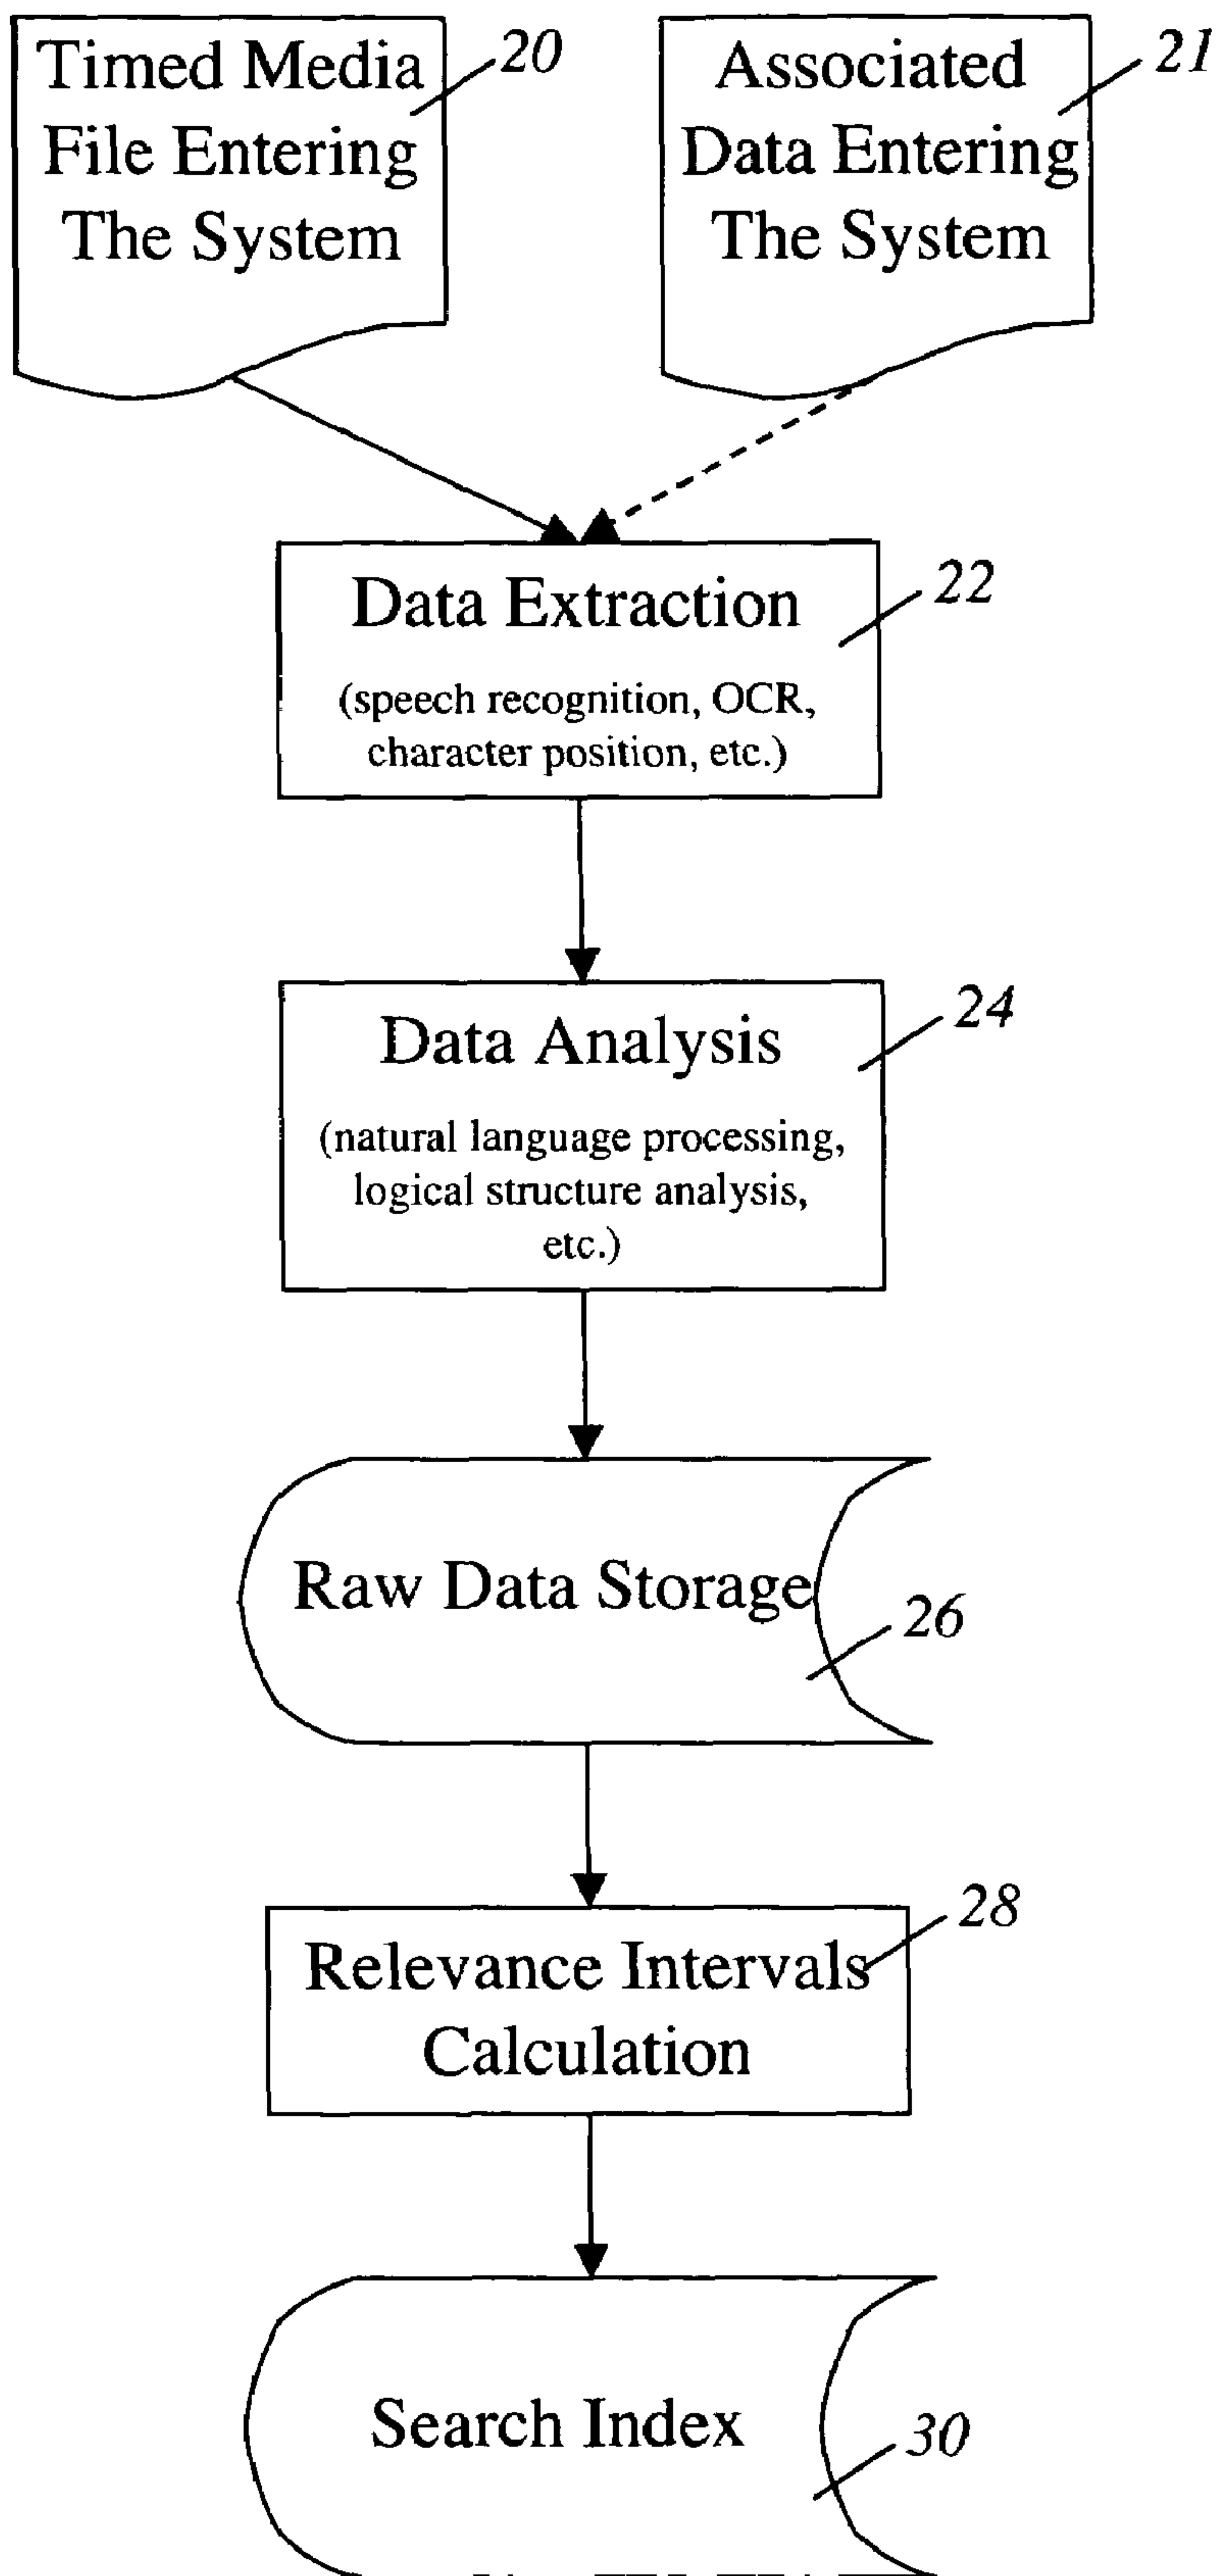 Timed Media
File Entering
The System
20
Associated
Data Entering
The System
21
Data Extraction
(speech recognition, OCR,
character position, etc.)
22
Data Analysis
(natural language processing,
logical structure analysis,
etc.)
24
Raw Data Storage
26
Relevance Intervals
Calculation
28
Search Index
30